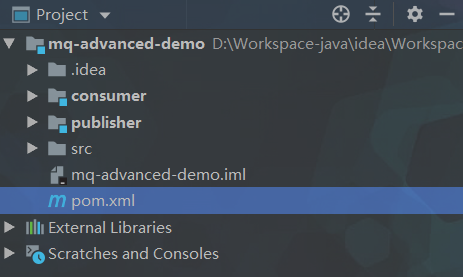 Project
mq-advanced-demo D:\Workspace-java\idea\Worksp
.idea
consumer
publisher
src
mq-advanced-demo.iml
pom.xml
External Libraries
Scratches and Consoles